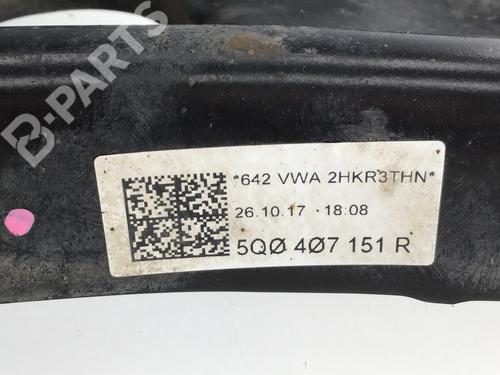 B-PARTS
*642 VWA 2HKR3THN*
26.10.17 · 18:08
5QØ 4Ø7 151 R